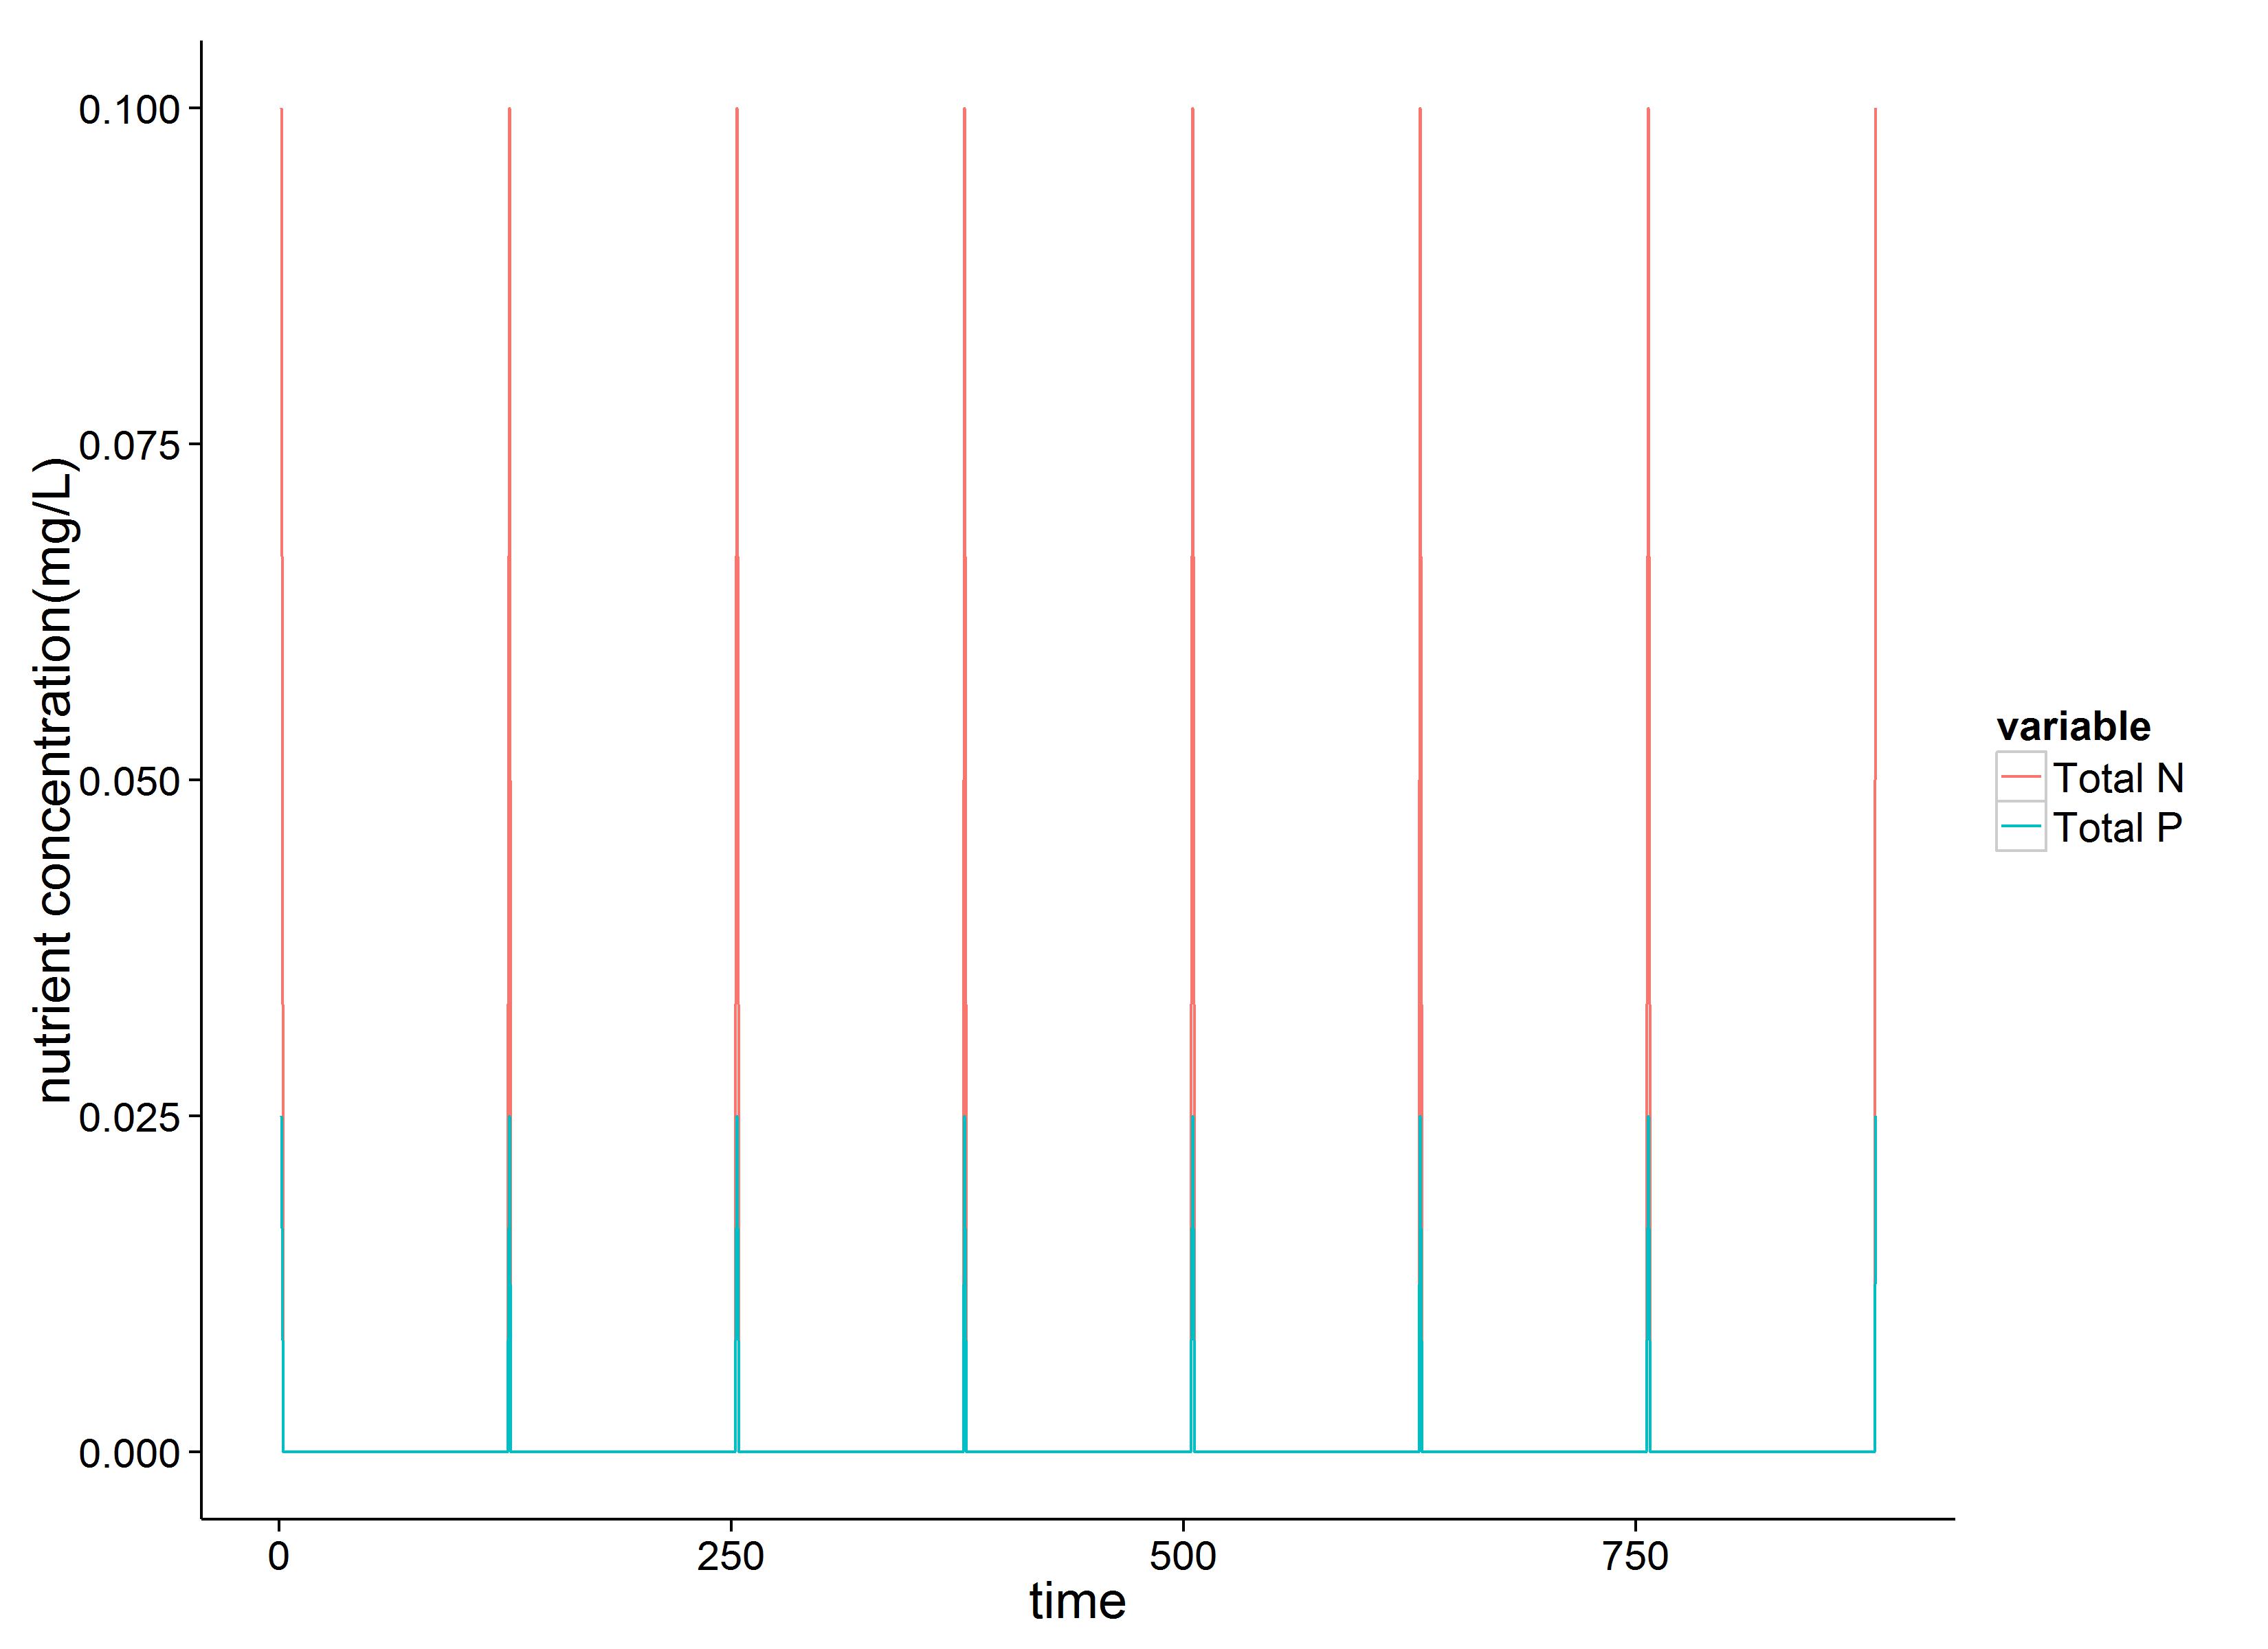 nutrient concentration(mg/L)
0.100
0.075
0.050
0.025
0.000
0 250 500 750
time
variable
Total N
Total P